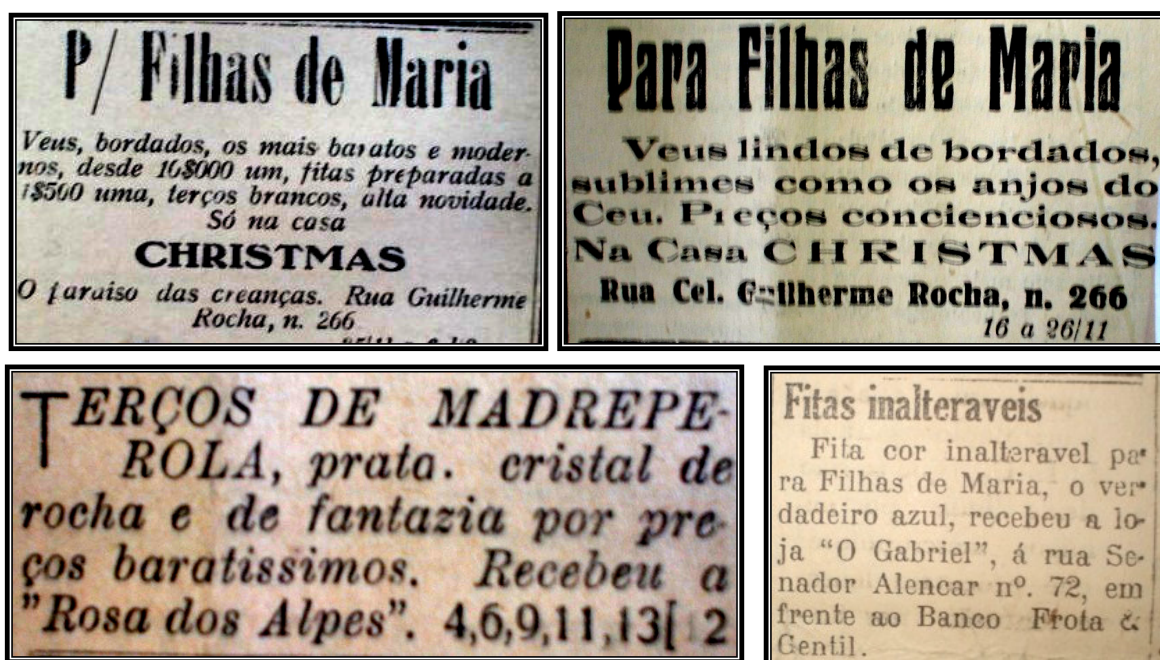 P/ Filhas de Maria
Veus, bordados, os mais baratos e moder-
nos, desde 10$000 um, fitas preparadas a
1$500 uma, terços brancos, alta novidade.
Só na casa
CHRISTMAS
O paraiso das creanças. Rua Guilherme
Rocha, n. 266
Para Filhas de Maria
Veus lindos de bordados,
sublimes como os anjos do
Ceu. Preços concienciosos.
Na Casa CHRISTMAS
Rua Cel. Guilherme Rocha, n. 266
16 a 26/11
TERÇOS DE MADREPE-
ROLA, prata. cristal de
rocha e de fantazia por pre-
ços baratissimos. Recebeu a
"Rosa dos Alpes". 4,6,9,11,13[ 2
Fitas inalteraveis
Fita cor inalteravel pa-
ra Filhas de Maria, o ver-
dadeiro azul, recebeu a lo-
ja "O Gabriel", á rua Se-
nador Alencar nº. 72, em
frente ao Banco Frota &
Gentil.